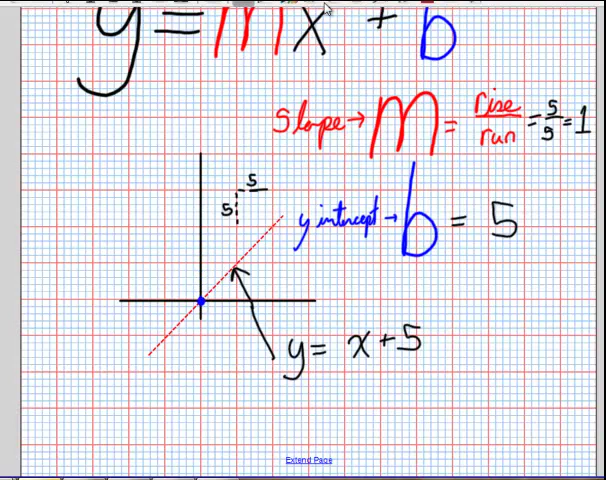 y = mx + b
Slope → m = rise/run = 5/5 = 1
5
5
y intercept → b = 5
y = x + 5
Extend Page